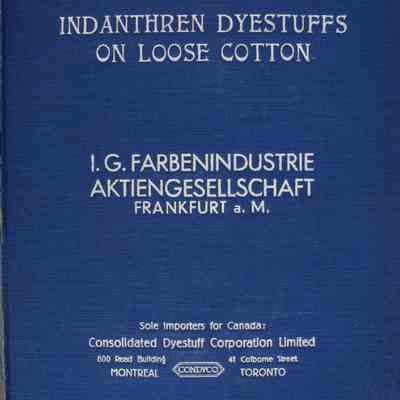 INDANTHREN DYESTUFFS
ON LOOSE COTTON
I.G. FARBENINDUSTRIE
AKTIENGESELLSCHAFT
FRANKFURT a. M.
Sole Importers for Canada:
Consolidated Dyestuff Corporation Limited
600 Read Building 41 Colborne Street
MONTREAL CONDYCO TORONTO